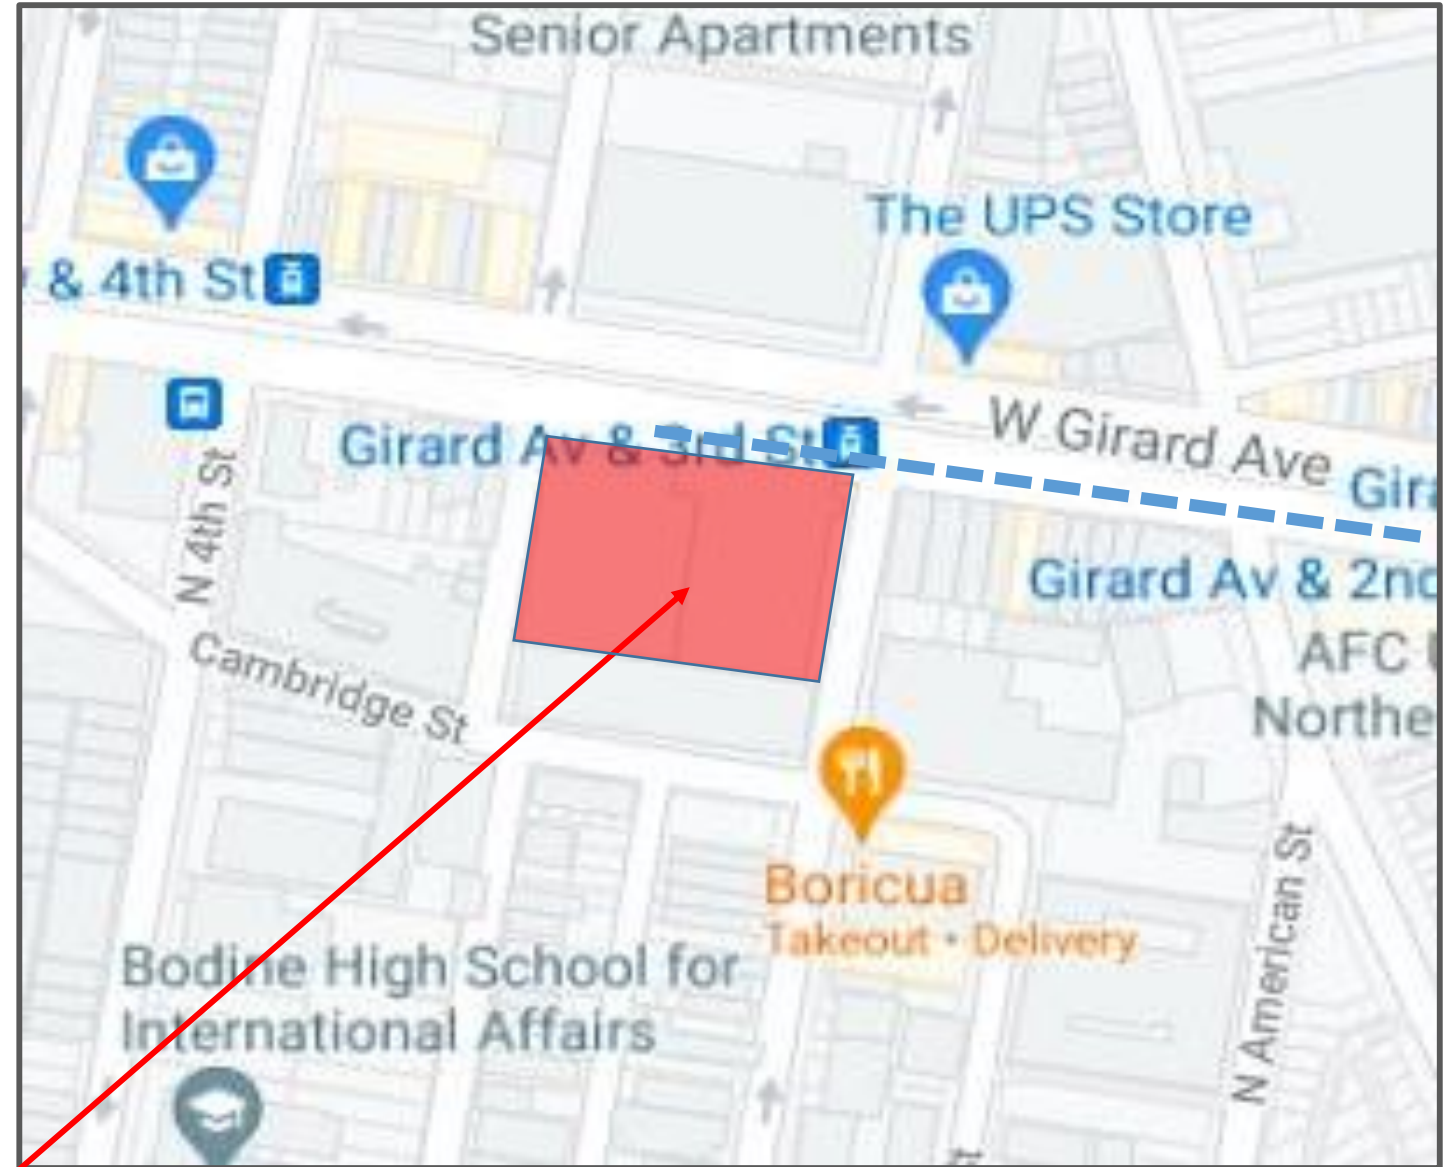 Senior Apartments
The UPS Store
& 4th St
W Girard Ave
Girard Av & 3rd St
N 4th St
Girard Av & 2nd
AFC
Northe
Cambridge St
Boricua
Takeout • Delivery
N American St
Bodine High School for
International Affairs